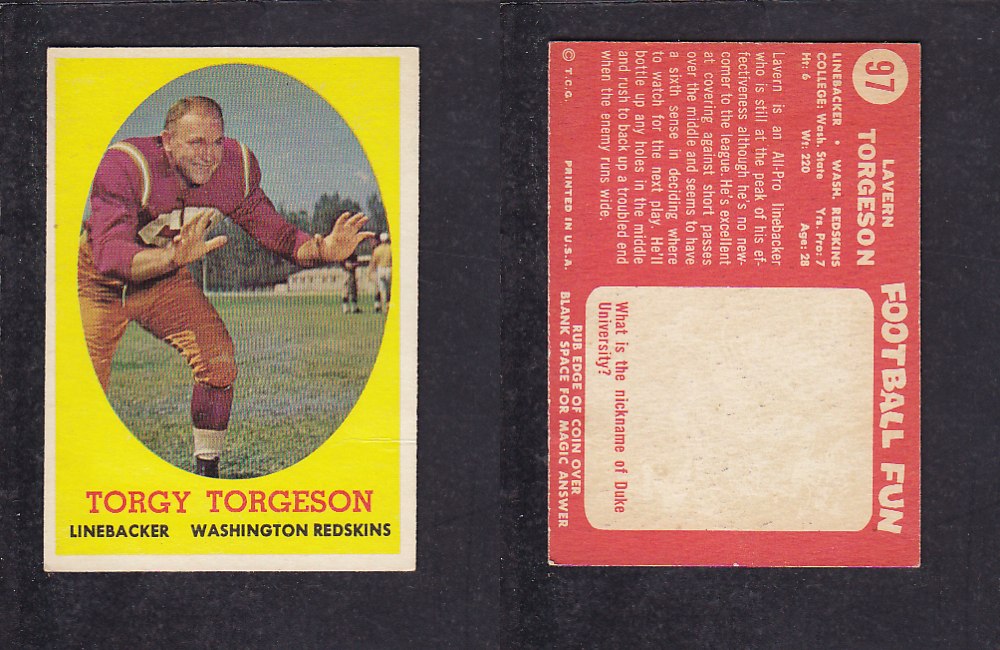 TORGY TORGESON
LINEBACKER WASHINGTON REDSKINS
97
LAVERN
TORGESON
LINEBACKER • WASH. REDSKINS
COLLEGE: Wash. State Yrs. Pro: 7
Ht: 6 Wt: 220 Age: 28
Lavern is an All-Pro linebacker
who is still at the peak of his ef-
fectiveness although he's no new-
comer to the league. He's excellent
at covering against short passes
over the middle and seems to have
a sixth sense in deciding where
to watch for the next play. He'll
bottle up any holes in the middle
and rush to back up a troubled end
when the enemy runs wide.
© T.C.G. PRINTED IN U.S.A.
FOOTBALL FUN
What is the nickname of Duke
University?
RUB EDGE OF COIN OVER
BLANK SPACE FOR MAGIC ANSWER